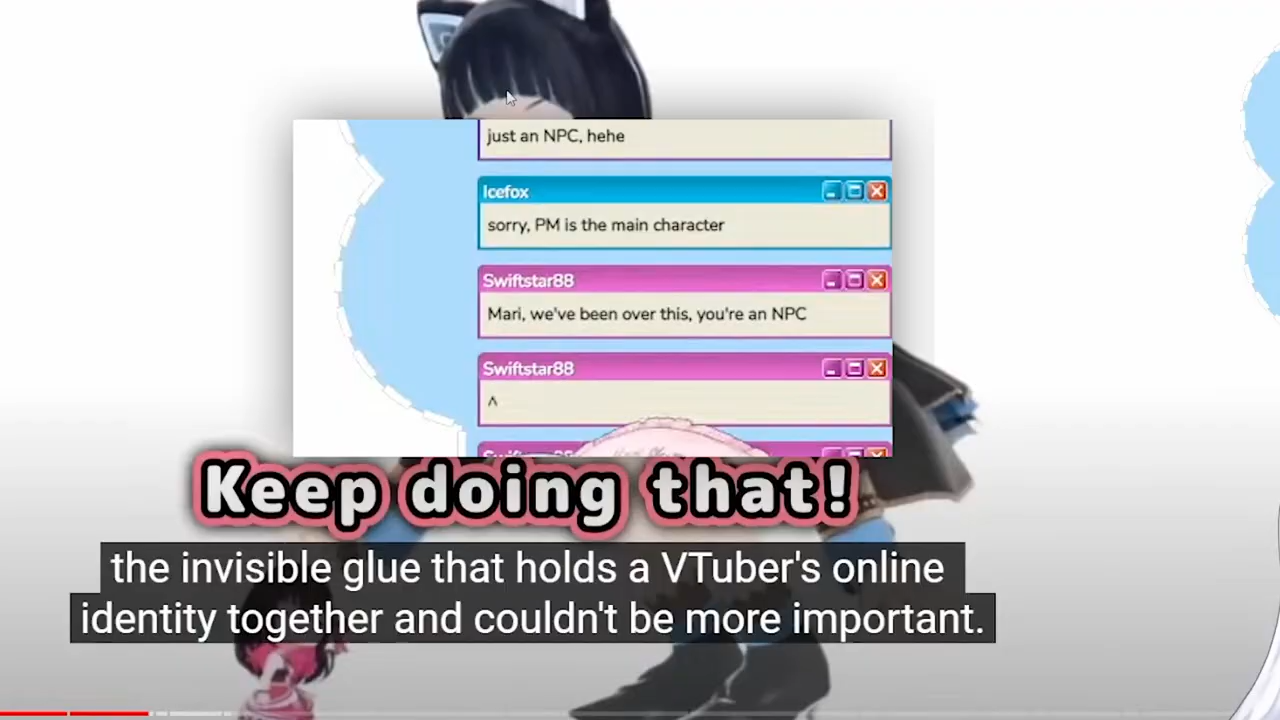 just an NPC, hehe
Icefox
sorry, PM is the main character
Swiftstar88
Mari, we've been over this, you're an NPC
Swiftstar88
^
Swiftstar88
Keep doing that!
the invisible glue that holds a VTuber's online
identity together and couldn't be more important.